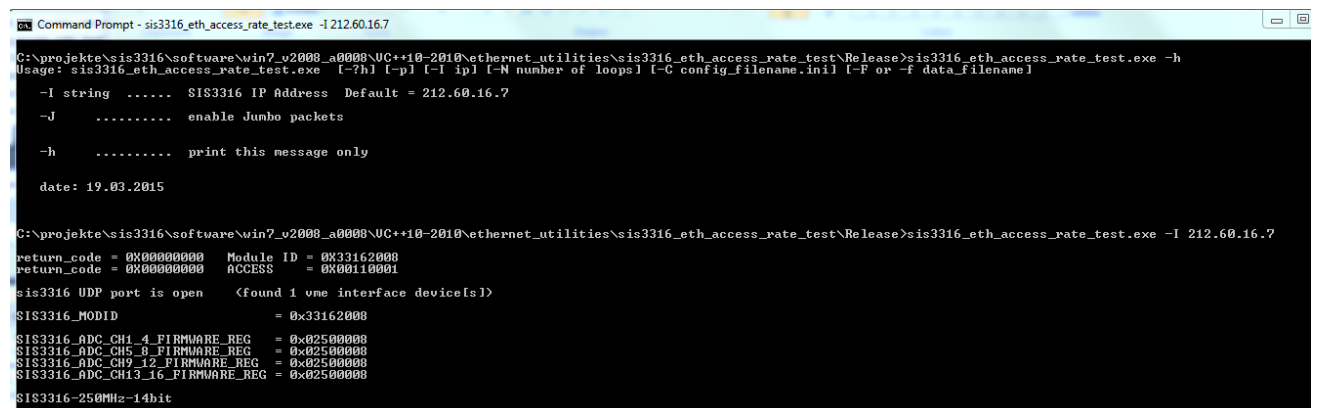 Command Prompt - sis3316_eth_access_rate_test.exe -I 212.60.16.7
C:\projekte\sis3316\software\win7_v2008_a0008\VC++10-2010\ethernet_utilities\sis3316_eth_access_rate_test\Release>sis3316_eth_access_rate_test.exe -h
Usage: sis3316_eth_access_rate_test.exe [-?h] [-p] [-I ip] [-N number of loops] [-C config_filename.ini] [-F or -f data_filename]
-I string ...... SIS3316 IP Address Default = 212.60.16.7
-J .......... enable Jumbo packets
-h .......... print this message only
date: 19.03.2015
C:\projekte\sis3316\software\win7_v2008_a0008\VC++10-2010\ethernet_utilities\sis3316_eth_access_rate_test\Release>sis3316_eth_access_rate_test.exe -I 212.60.16.7
return_code = 0X00000000 Module ID = 0X33162008
return_code = 0X00000000 ACCESS = 0X00110001
sis3316 UDP port is open (found 1 vme interface device[s])
SIS3316_MODID = 0x33162008
SIS3316_ADC_CH1_4_FIRMWARE_REG = 0x02500008
SIS3316_ADC_CH5_8_FIRMWARE_REG = 0x02500008
SIS3316_ADC_CH9_12_FIRMWARE_REG = 0x02500008
SIS3316_ADC_CH13_16_FIRMWARE_REG = 0x02500008
SIS3316-250MHz-14bit